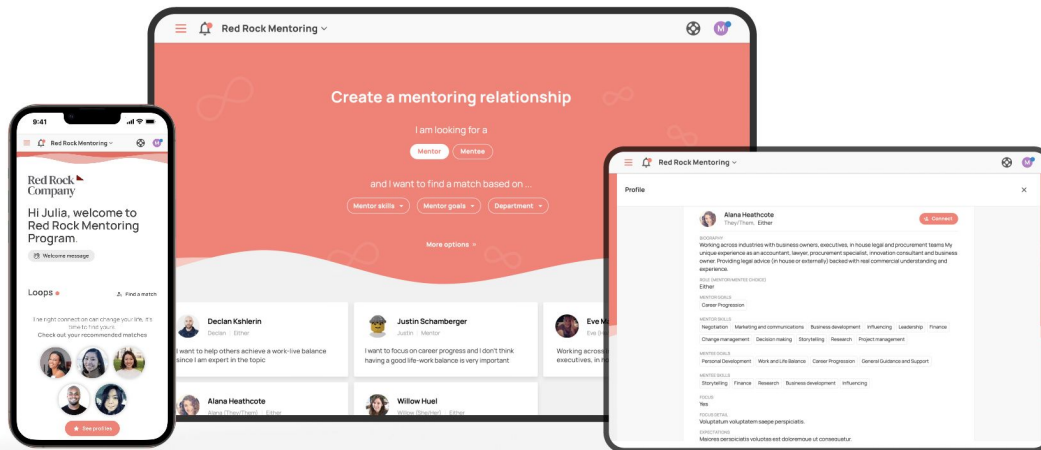 9:41
Red Rock Mentoring
M
Red Rock
Company
Hi Julia, welcome to
Red Rock Mentoring
Program.
Welcome message
Loops
Find a match
The right connection can change your life, it's
time to find yours.
Check out your recommended matches
See profiles
Red Rock Mentoring
M
Create a mentoring relationship
I am looking for a
Mentor
Mentee
and I want to find a match based on ...
Mentor skills
Mentor goals
Department
More options
Declan Kshlerin
Declan Either
I want to help others achieve a work-live balance
since I am expert in the topic
Justin Schamberger
Justin Mentor
I want to focus on career progress and I don't think
having a good life-work balance is very important
Eve M
Eve (He
Working across
executives, in ho
Alana Heathcote
Alana (They/Them) Either
Willow Huel
Willow (She/Her) Either
Red Rock Mentoring
M
Profile
Alana Heathcote
They/Them, Either
Connect
BIOGRAPHY
Working across industries with business owners, executives, in house legal and procurement teams My
unique experience as an accountant, lawyer, procurement specialist, innovation consultant and business
owner. Providing legal advice (in house or externally) backed with real commercial understanding and
experience.
ROLE (MENTOR/MENTEE CHOICE)
Either
MENTOR GOALS
Career Progression
MENTOR SKILLS
Negotiation Marketing and communications Business development Influencing Leadership Finance
Change management Decision making Storytelling Research Project management
MENTEE GOALS
Personal Development Work and Life Balance Career Progression General Guidance and Support
MENTEE SKILLS
Storytelling Finance Research Business development Influencing
FOCUS
Yes
FOCUS DETAIL
Voluptatum voluptatem saepe perspiciatis.
EXPECTATIONS
Maiores perspiciatis voluptas est doloremque ut consequatur.